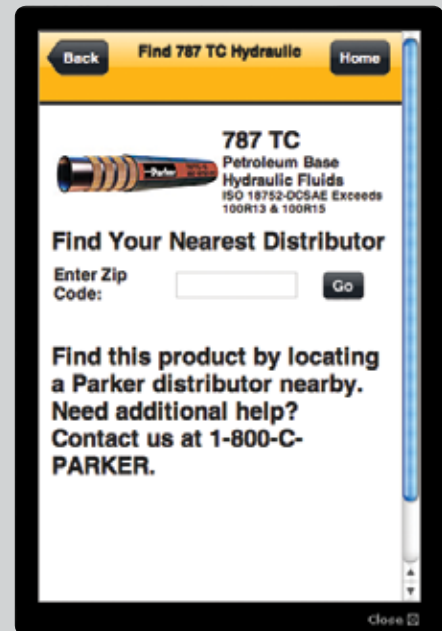 Back
Find 787 TC Hydraulic
Home
787 TC
Petroleum Base
Hydraulic Fluids
ISO 18752-DCSAE Exceeds
100R13 & 100R15
Parker
Find Your Nearest Distributor
Enter Zip
Code:
Go
Find this product by locating
a Parker distributor nearby.
Need additional help?
Contact us at 1-800-C-
PARKER.
Close